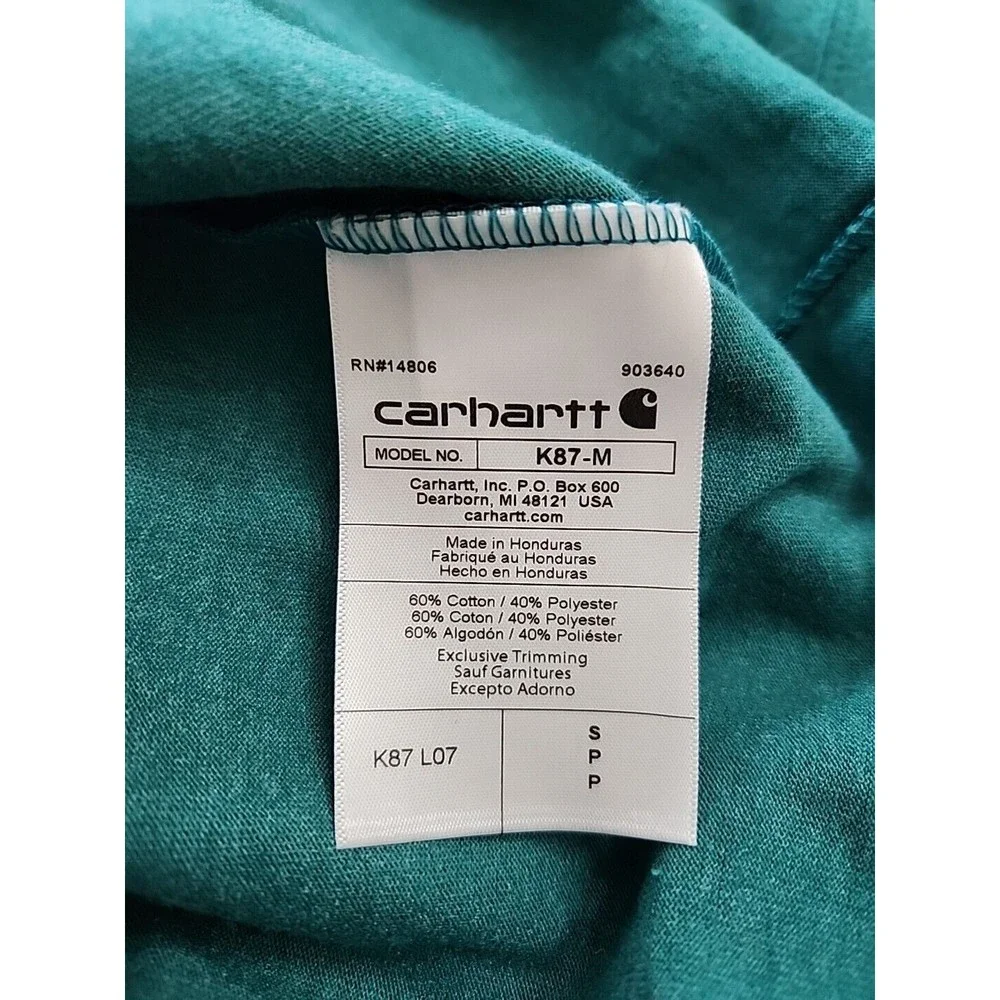 RN#14806 903640
carhartt
MODEL NO. K87-M
Carhartt, Inc. P.O. Box 600
Dearborn, MI 48121 USA
carhartt.com
Made in Honduras
Fabriqué au Honduras
Hecho en Honduras
60% Cotton / 40% Polyester
60% Coton / 40% Polyester
60% Algodón / 40% Poliéster
Exclusive Trimming
Sauf Garnitures
Excepto Adorno
K87 L07
S
P
P